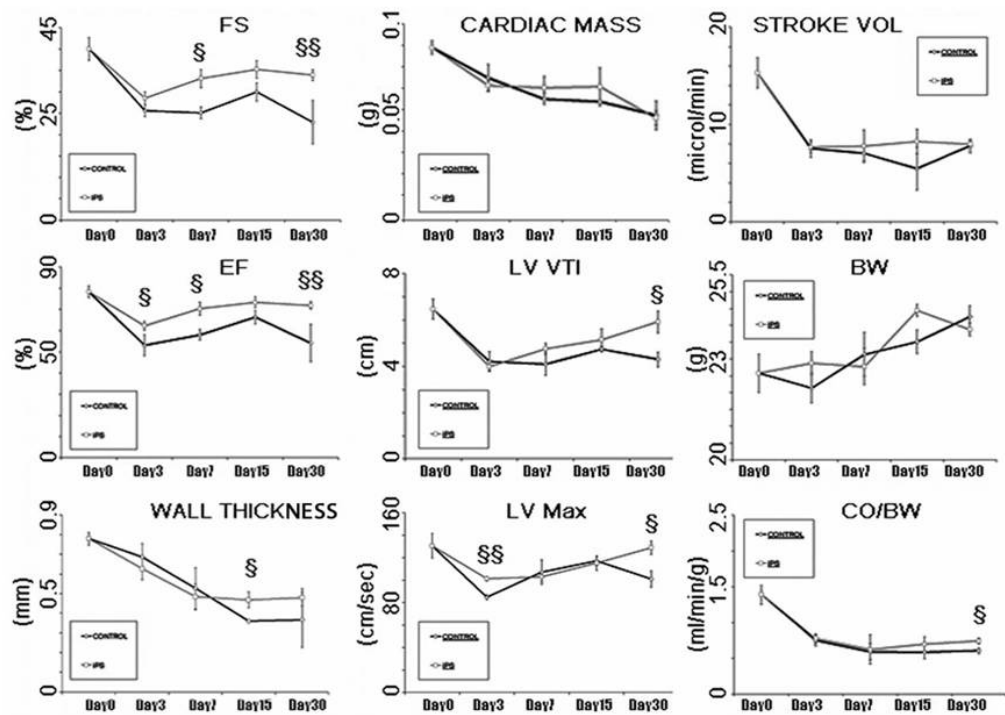 FS
§
§§
45
25
0
(%)
CONTROL
IPS
Day0 Day3 Day7 Day15 Day30
CARDIAC MASS
0.1
0.05
0
(g)
CONTROL
IPS
Day0 Day3 Day7 Day15 Day30
STROKE VOL
20
10
0
(microl/min)
CONTROL
IPS
Day0 Day3 Day7 Day15 Day30
EF
§
§
§§
90
50
0
(%)
CONTROL
IPS
Day0 Day3 Day7 Day15 Day30
LV VTI
§
8
4
0
(cm)
CONTROL
IPS
Day0 Day3 Day7 Day15 Day30
BW
25.5
23
20
(g)
CONTROL
IPS
Day0 Day3 Day7 Day15 Day30
WALL THICKNESS
§
0.9
0.5
0
(mm)
CONTROL
IPS
Day0 Day3 Day7 Day15 Day30
LV Max
§§
§
160
80
0
(cm/sec)
CONTROL
IPS
Day0 Day3 Day7 Day15 Day30
CO/BW
§
2.5
1.5
0
(ml/min/g)
CONTROL
IPS
Day0 Day3 Day7 Day15 Day30